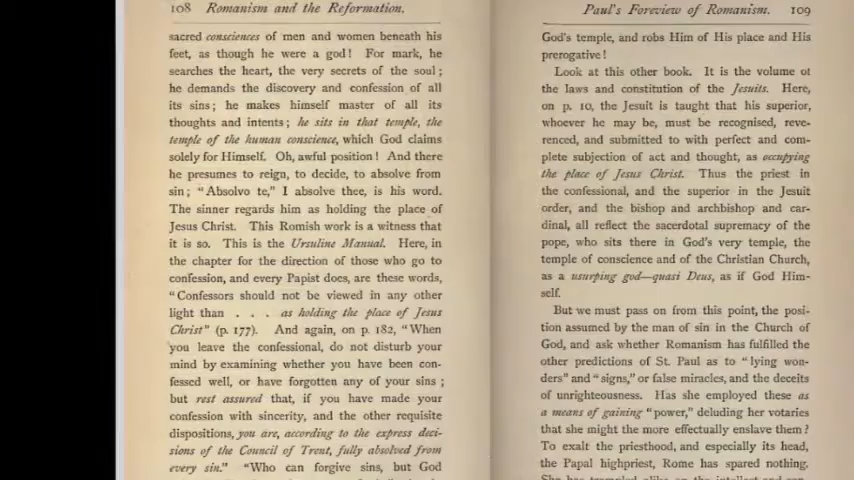 108 Romanism and the Reformation.
sacred consciences of men and women beneath his
feet, as though he were a god! For mark, he
searches the heart, the very secrets of the soul;
he demands the discovery and confession of all
its sins; he makes himself master of all its
thoughts and intents; he sits in that temple, the
temple of the human conscience, which God claims
solely for Himself. Oh, awful position! And there
he presumes to reign, to decide, to absolve from
sin; "Absolvo te," I absolve thee, is his word.
The sinner regards him as holding the place of
Jesus Christ. This Romish work is a witness that
it is so. This is the Ursuline Manual. Here, in
the chapter for the direction of those who go to
confession, and every Papist does, are these words,
"Confessors should not be viewed in any other
light than . . . as holding the place of Jesus
Christ" (p. 177). And again, on p. 182, "When
you leave the confessional, do not disturb your
mind by examining whether you have been con-
fessed well, or have forgotten any of your sins;
but rest assured that, if you have made your
confession with sincerity, and the other requisite
dispositions, you are, according to the express deci-
sions of the Council of Trent, fully absolved from
every sin." "Who can forgive sins, but God
Paul's Foreview of Romanism. 109
God's temple, and robs Him of His place and His
prerogative!
Look at this other book. It is the volume of
the laws and constitution of the Jesuits. Here,
on p. 10, the Jesuit is taught that his superior,
whoever he may be, must be recognised, reve-
renced, and submitted to with perfect and com-
plete subjection of act and thought, as occupying
the place of Jesus Christ. Thus the priest in
the confessional, and the superior in the Jesuit
order, and the bishop and archbishop and car-
dinal, all reflect the sacerdotal supremacy of the
pope, who sits there in God's very temple, the
temple of conscience and of the Christian Church,
as a usurping god—quasi Deus, as if God Him-
self.
But we must pass on from this point, the posi-
tion assumed by the man of sin in the Church of
God, and ask whether Romanism has fulfilled the
other predictions of St. Paul as to "lying won-
ders" and "signs," or false miracles, and the deceits
of unrighteousness. Has she employed these as
a means of gaining "power," deluding her votaries
that she might the more effectually enslave them?
To exalt the priesthood, and especially its head,
the Papal highpriest, Rome has spared nothing.